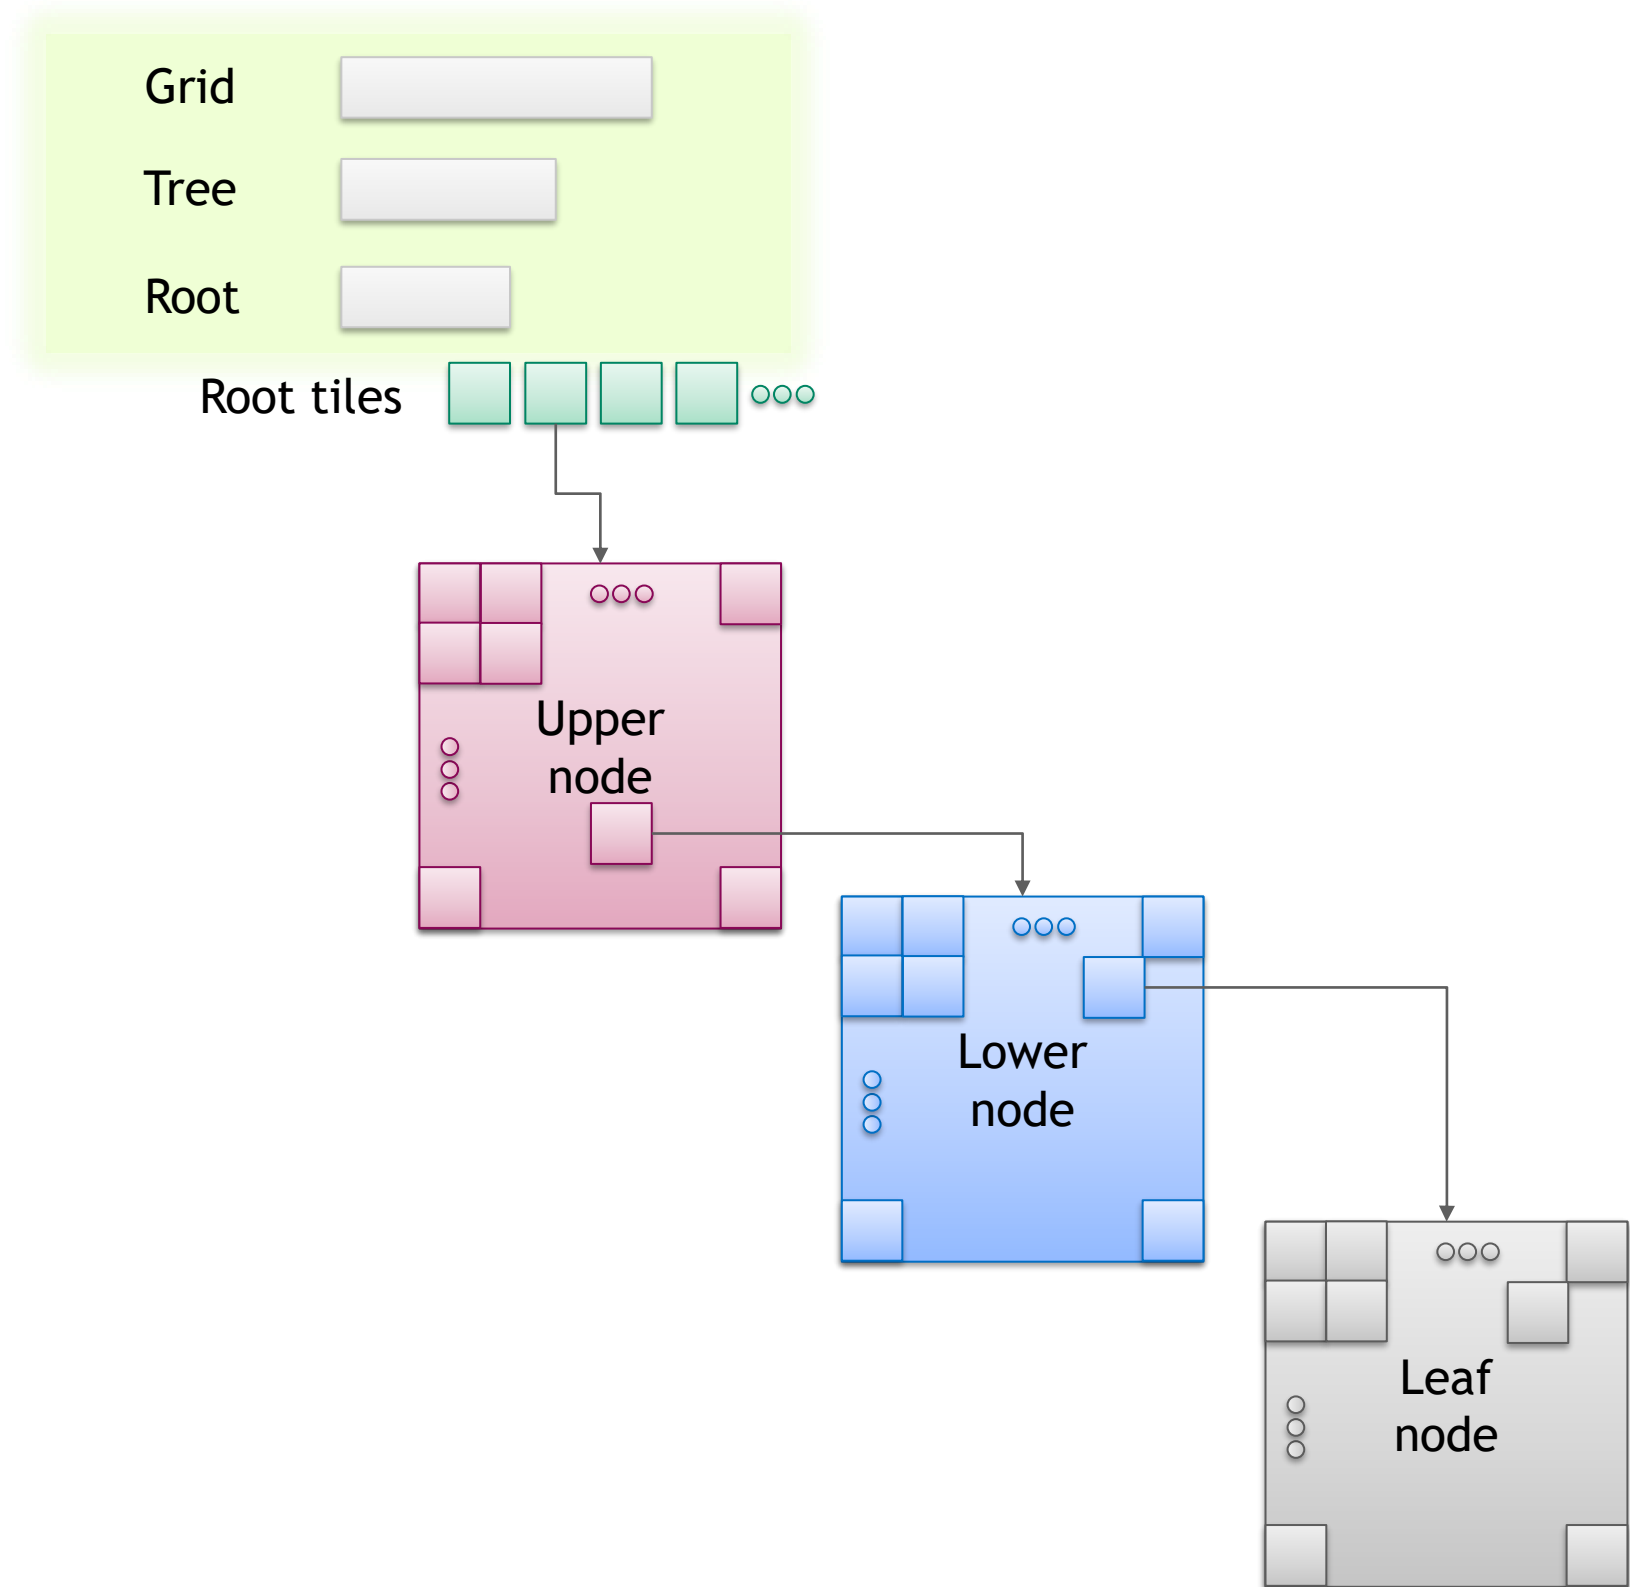 Grid
Tree
Root
Root tiles
Upper
node
Lower
node
Leaf
node